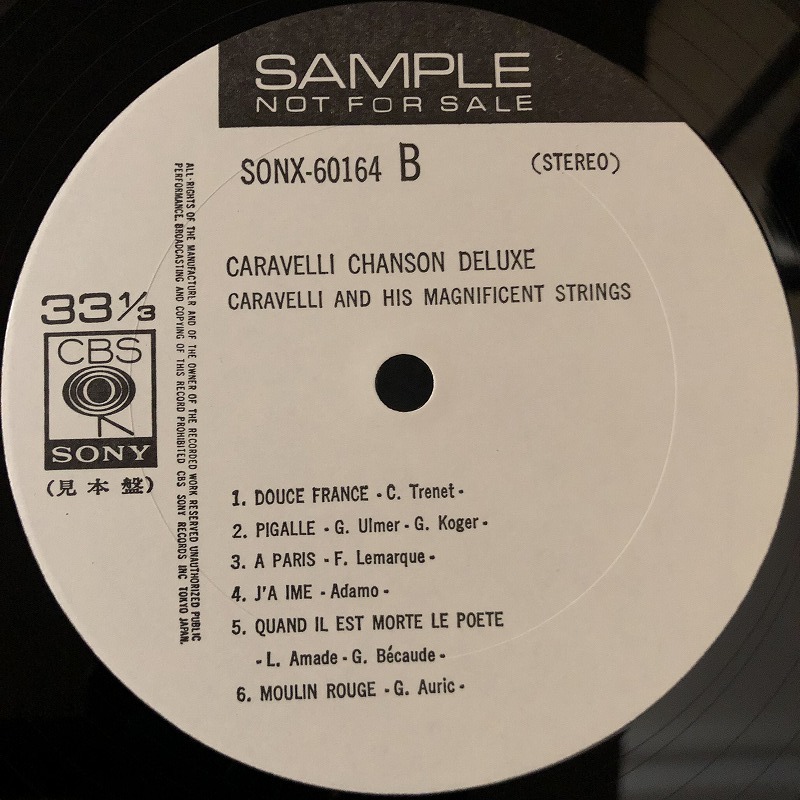 SAMPLE
NOT FOR SALE
SONX-60164 B
(STEREO)
CARAVELLI CHANSON DELUXE
CARAVELLI AND HIS MAGNIFICENT STRINGS
33⅓
CBS
SONY
(見本盤)
ALL RIGHTS OF THE MANUFACTURLR AND OF THE OWNER OF THE RECORDED WORK RESERVED UNAUTHORIZED PUBLIC
PERFORMANCE, BROADCASTING AND COPYING OF THIS RECORD PROHIBITED CBS SONY RECORDS INC TOKYO JAPAN.
1. DOUCE FRANCE - C. Trenet -
2. PIGALLE - G. Ulmer - G. Koger -
3. A PARIS - F. Lemarque -
4. J'A IME - Adamo -
5. QUAND IL EST MORTE LE POETE
- L. Amade - G. Bécaude -
6. MOULIN ROUGE - G. Auric -